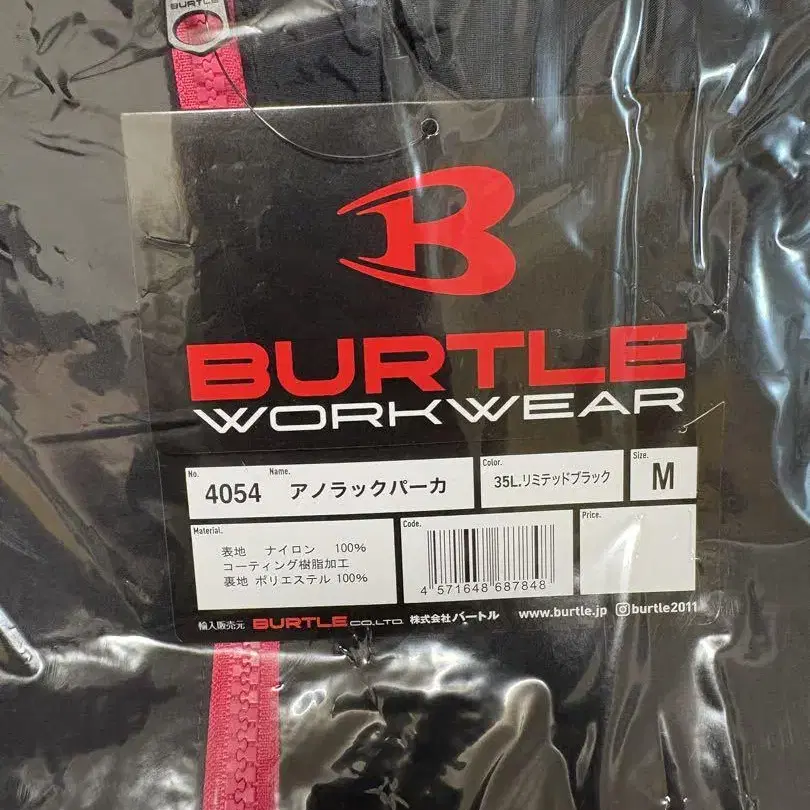 BURTLE
B
BURTLE
WORKWEAR
No. 4054 Name. アノラックパーカ Color. 35L.リミテッドブラック Size. M
Material. Code. Price.
表地 ナイロン 100%
コーティング樹脂加工
裏地 ポリエステル 100%
4 571648 687848
輸入販売元 BURTLE CO.LTD. 株式会社バートル www.burtle.jp burtle2011